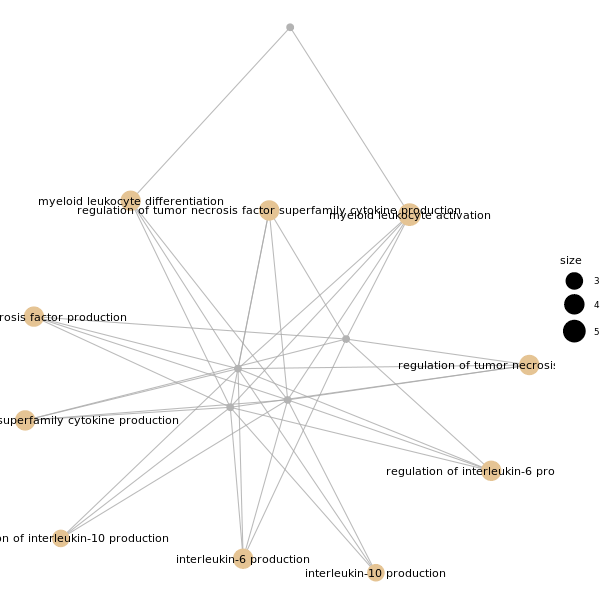 myeloid leukocyte differentiation
regulation of tumor necrosis factor superfamily cytokine production
myeloid leukocyte activation
size
3
4
5
rosis factor production
regulation of tumor necrosis
superfamily cytokine production
regulation of interleukin-6 pro
on of interleukin-10 production
interleukin-6 production
interleukin-10 production